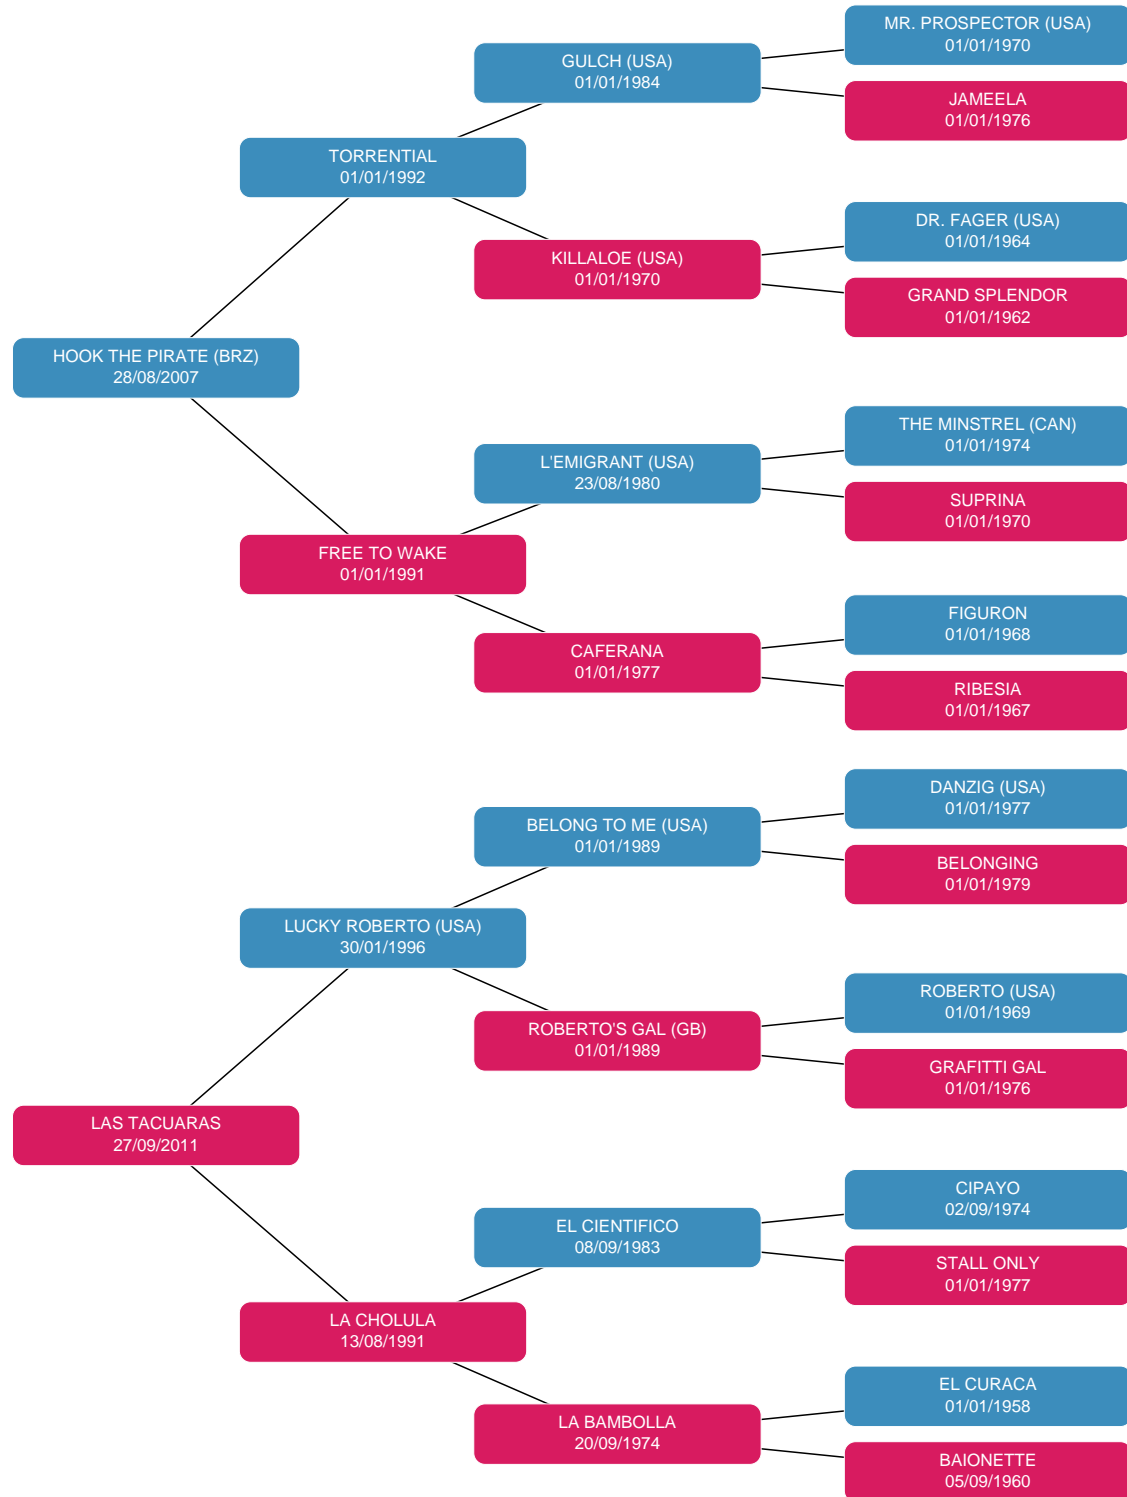 MR. PROSPECTOR (USA)
01/01/1970
GULCH (USA)
01/01/1984
JAMEELA
01/01/1976
TORRENTIAL
01/01/1992
DR. FAGER (USA)
01/01/1964
KILLALOE (USA)
01/01/1970
GRAND SPLENDOR
01/01/1962
HOOK THE PIRATE (BRZ)
28/08/2007
THE MINSTREL (CAN)
01/01/1974
L'EMIGRANT (USA)
23/08/1980
SUPRINA
01/01/1970
FREE TO WAKE
01/01/1991
FIGURON
01/01/1968
CAFERANA
01/01/1977
RIBESIA
01/01/1967
DANZIG (USA)
01/01/1977
BELONG TO ME (USA)
01/01/1989
BELONGING
01/01/1979
LUCKY ROBERTO (USA)
30/01/1996
ROBERTO (USA)
01/01/1969
ROBERTO'S GAL (GB)
01/01/1989
GRAFITTI GAL
01/01/1976
LAS TACUARAS
27/09/2011
CIPAYO
02/09/1974
EL CIENTIFICO
08/09/1983
STALL ONLY
01/01/1977
LA CHOLULA
13/08/1991
EL CURACA
01/01/1958
LA BAMBOLLA
20/09/1974
BAIONETTE
05/09/1960